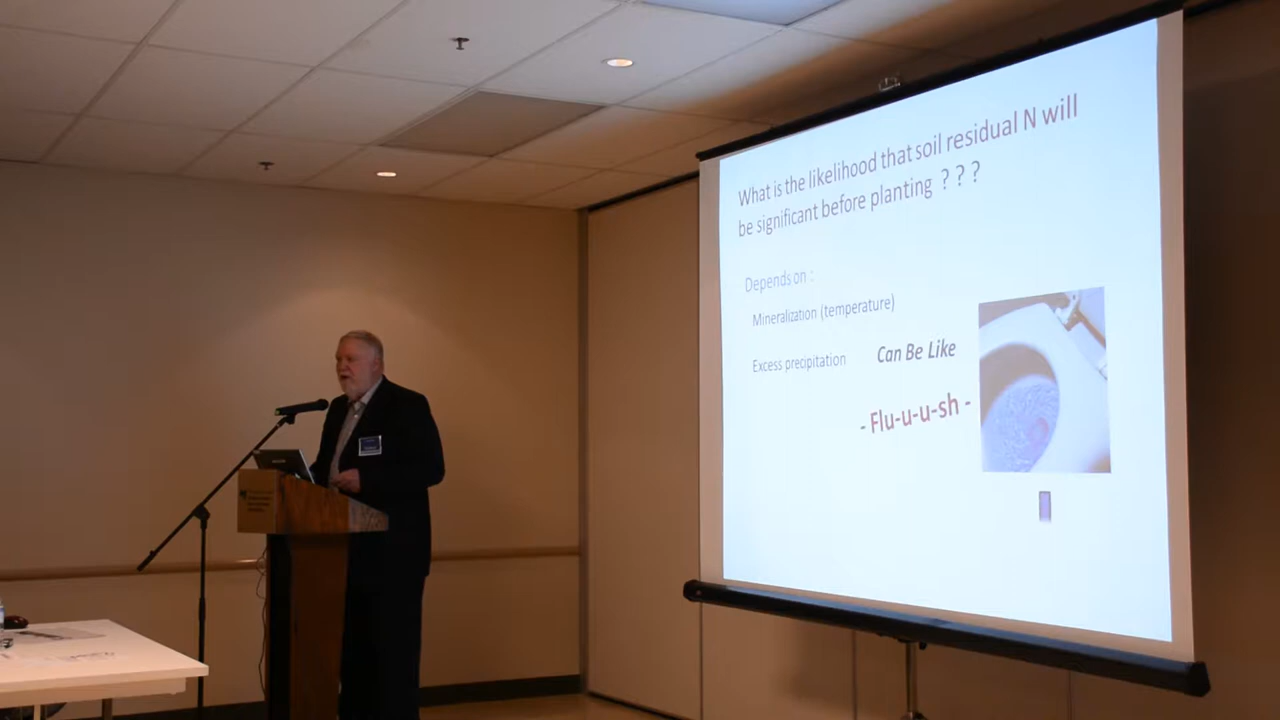 What is the likelihood that soil residual N will
be significant before planting ? ? ?
Depends on :
Mineralization (temperature)
Excess precipitation Can Be Like
- Flu-u-u-sh -